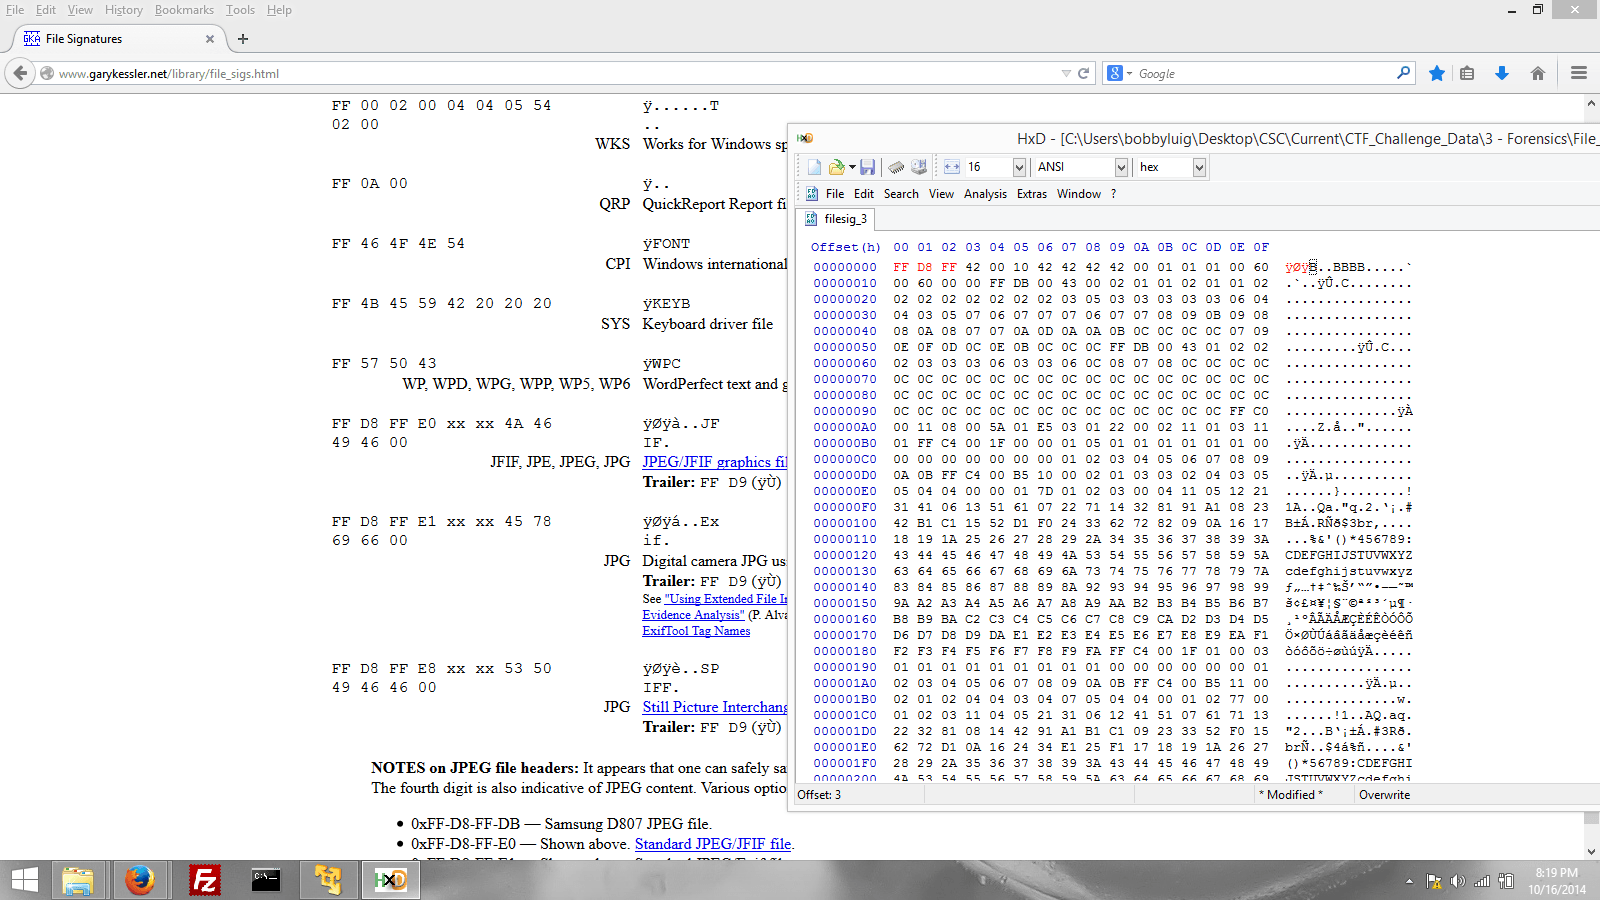 File Edit View History Bookmarks Tools Help
File Signatures
www.garykessler.net/library/file_sigs.html
Google
FF 00 02 00 04 04 05 54 ÿ......T
02 00 ..
WKS Works for Windows sp
FF 0A 00 ÿ..
QRP QuickReport Report fi
FF 46 4F 4E 54 ÿFONT
CPI Windows international
FF 4B 45 59 42 20 20 20 ÿKEYB
SYS Keyboard driver file
FF 57 50 43 ÿWPC
WP, WPD, WPG, WPP, WP5, WP6 WordPerfect text and g
FF D8 FF E0 xx xx 4A 46 ÿØÿà..JF
49 46 00 IF.
JFIF, JPE, JPEG, JPG JPEG/JFIF graphics fil
Trailer: FF D9 (ÿÙ)
FF D8 FF E1 xx xx 45 78 ÿØÿá..Ex
69 66 00 if.
JPG Digital camera JPG us
Trailer: FF D9 (ÿÙ)
See "Using Extended File In
Evidence Analysis" (P. Alva
ExifTool Tag Names
FF D8 FF E8 xx xx 53 50 ÿØÿè..SP
49 46 46 00 IFF.
JPG Still Picture Interchang
Trailer: FF D9 (ÿÙ)
NOTES on JPEG file headers: It appears that one can safely sa
The fourth digit is also indicative of JPEG content. Various optio
• 0xFF-D8-FF-DB — Samsung D807 JPEG file.
• 0xFF-D8-FF-E0 — Shown above. Standard JPEG/JFIF file.
HxD - [C:\Users\bobbyluig\Desktop\CSC\Current\CTF_Challenge_Data\3 - Forensics\File_
16 ANSI hex
File Edit Search View Analysis Extras Window ?
filesig_3
Offset(h) 00 01 02 03 04 05 06 07 08 09 0A 0B 0C 0D 0E 0F
00000000 FF D8 FF 42 00 10 42 42 42 42 00 01 01 01 00 60 ÿØÿB..BBBB.....`
00000010 00 60 00 00 FF DB 00 43 00 02 01 01 02 01 01 02 .`..ÿÛ.C........
00000020 02 02 02 02 02 02 02 03 05 03 03 03 03 03 06 04 ................
00000030 04 03 05 07 06 07 07 07 06 07 07 08 09 0B 09 08 ................
00000040 08 0A 08 07 07 0A 0D 0A 0A 0B 0C 0C 0C 0C 07 09 ................
00000050 0E 0F 0D 0C 0E 0B 0C 0C 0C FF DB 00 43 01 02 02 .........ÿÛ.C...
00000060 02 03 03 03 06 03 03 06 0C 08 07 08 0C 0C 0C 0C ................
00000070 0C 0C 0C 0C 0C 0C 0C 0C 0C 0C 0C 0C 0C 0C 0C 0C ................
00000080 0C 0C 0C 0C 0C 0C 0C 0C 0C 0C 0C 0C 0C 0C 0C 0C ................
00000090 0C 0C 0C 0C 0C 0C 0C 0C 0C 0C 0C 0C 0C 0C FF C0 ..............ÿÀ
000000A0 00 11 08 00 5A 01 E5 03 01 22 00 02 11 01 03 11 ....Z.å.."......
000000B0 01 FF C4 00 1F 00 00 01 05 01 01 01 01 01 01 00 .ÿÄ.............
000000C0 00 00 00 00 00 00 00 01 02 03 04 05 06 07 08 09 ................
000000D0 0A 0B FF C4 00 B5 10 00 02 01 03 03 02 04 03 05 ..ÿÄ.µ..........
000000E0 05 04 04 00 00 01 7D 01 02 03 00 04 11 05 12 21 ......}........!
000000F0 31 41 06 13 51 61 07 22 71 14 32 81 91 A1 08 23 1A..Qa."q.2.‘¡.#
00000100 42 B1 C1 15 52 D1 F0 24 33 62 72 82 09 0A 16 17 B±Á.RÑð$3br‚....
00000110 18 19 1A 25 26 27 28 29 2A 34 35 36 37 38 39 3A ...%&'()*456789:
00000120 43 44 45 46 47 48 49 4A 53 54 55 56 57 58 59 5A CDEFGHIJSTUVWXYZ
00000130 63 64 65 66 67 68 69 6A 73 74 75 76 77 78 79 7A cdefghijstuvwxyz
00000140 83 84 85 86 87 88 89 8A 92 93 94 95 96 97 98 99 ƒ„…†‡ˆ‰Š’“”•–—˜™
00000150 9A A2 A3 A4 A5 A6 A7 A8 A9 AA B2 B3 B4 B5 B6 B7 š¢£¤¥¦§¨©ª²³´µ¶·
00000160 B8 B9 BA C2 C3 C4 C5 C6 C7 C8 C9 CA D2 D3 D4 D5 ¸¹ºÂÃÄÅÆÇÈÉÊÒÓÔÕ
00000170 D6 D7 D8 D9 DA E1 E2 E3 E4 E5 E6 E7 E8 E9 EA F1 Ö×ØÙÚáâãäåæçèéêñ
00000180 F2 F3 F4 F5 F6 F7 F8 F9 FA FF C4 00 1F 01 00 03 òóôõö÷øùúÿÄ.....
00000190 01 01 01 01 01 01 01 01 01 00 00 00 00 00 00 01 ................
000001A0 02 03 04 05 06 07 08 09 0A 0B FF C4 00 B5 11 00 ..........ÿÄ.µ..
000001B0 02 01 02 04 04 03 04 07 05 04 04 00 01 02 77 00 ..............w.
000001C0 01 02 03 11 04 05 21 31 06 12 41 51 07 61 71 13 ......!1..AQ.aq.
000001D0 22 32 81 08 14 42 91 A1 B1 C1 09 23 33 52 F0 15 "2...B‘¡±Á.#3Rð.
000001E0 62 72 D1 0A 16 24 34 E1 25 F1 17 18 19 1A 26 27 brÑ..$4á%ñ....&'
000001F0 28 29 2A 35 36 37 38 39 3A 43 44 45 46 47 48 49 ()*56789:CDEFGHI
00000200 4A 53 54 55 56 57 58 59 5A 63 64 65 66 67 68 69 JSTUVWXYZcdefghi
Offset: 3 * Modified * Overwrite
8:19 PM
10/16/2014